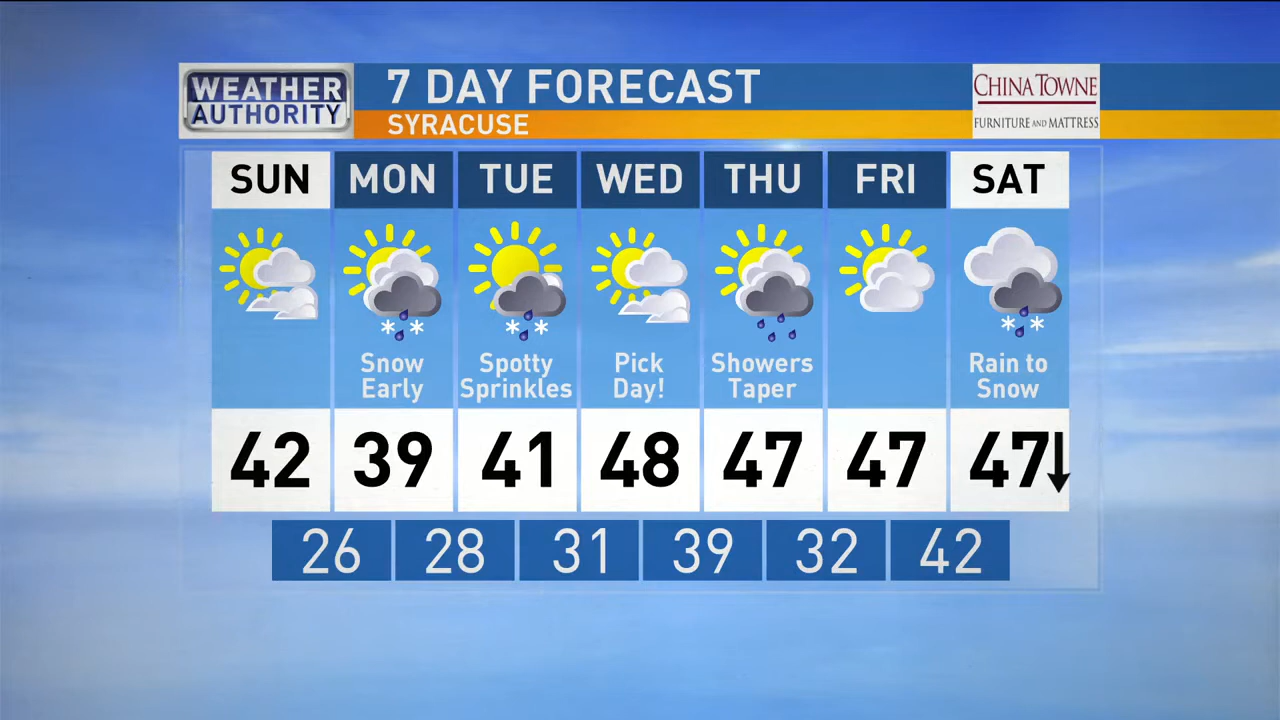 WEATHER
AUTHORITY
7 DAY FORECAST
SYRACUSE
CHINA TOWNE
FURNITURE AND MATTRESS
SUN MON TUE WED THU FRI SAT
Snow Early
Spotty Sprinkles
Pick Day!
Showers Taper
Rain to Snow
42 39 41 48 47 47 47
26 28 31 39 32 42